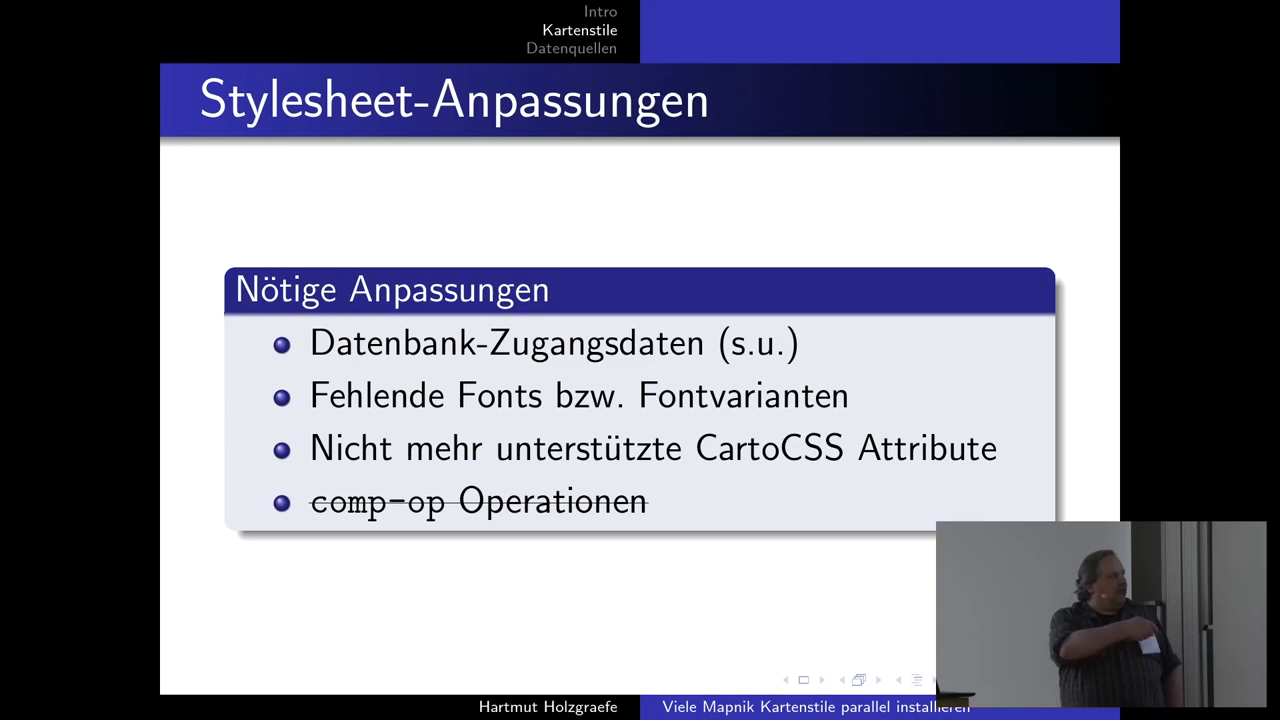 Intro
Kartenstile
Datenquellen
Stylesheet-Anpassungen
Nötige Anpassungen
Datenbank-Zugangsdaten (s.u.)
Fehlende Fonts bzw. Fontvarianten
Nicht mehr unterstützte CartoCSS Attribute
comp-op Operationen
Hartmut Holzgraefe
Viele Mapnik Kartenstile parallel installieren